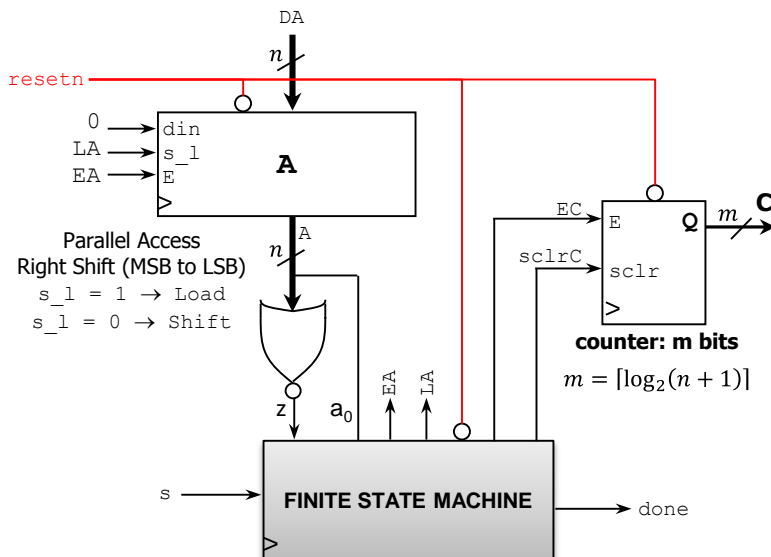 DA
n
resetn
0
din
LA
s_l
EA
E
A
Parallel Access
Right Shift (MSB to LSB)
s_l = 1 → Load
s_l = 0 → Shift
n
A
EC
E
Q
m
C
sclrC
sclr
counter: m bits
m = ⌈log₂(n + 1)⌉
z
a₀
EA
LA
s
FINITE STATE MACHINE
done